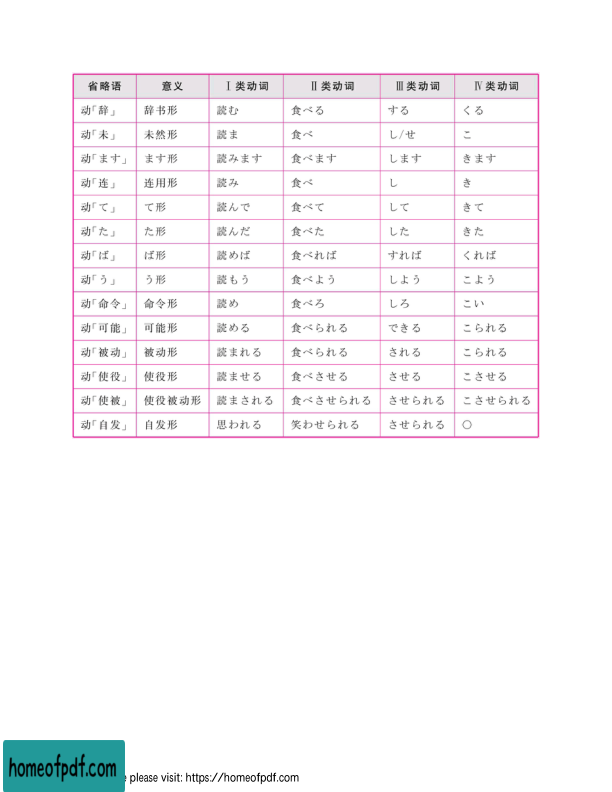 省略语 意义 Ⅰ类动词 Ⅱ类动词 Ⅲ类动词 Ⅳ类动词
动「辞」 辞书形 読む 食べる する くる
动「未」 未然形 読ま 食べ し/せ こ
动「ます」 ます形 読みます 食べます します きます
动「连」 连用形 読み 食べ し き
动「て」 て形 読んで 食べて して きて
动「た」 た形 読んだ 食べた した きた
动「ば」 ば形 読めば 食べれば すれば くれば
动「う」 う形 読もう 食べよう しよう こよう
动「命令」 命令形 読め 食べろ しろ こい
动「可能」 可能形 読める 食べられる できる こられる
动「被动」 被动形 読まれる 食べられる される こられる
动「使役」 使役形 読ませる 食べさせる させる こさせる
动「使被」 使役被动形 読まされる 食べさせられる させられる こさせられる
动「自发」 自发形 思われる 笑わせられる させられる ○
homeofpdf.com
e please visit: https://homeofpdf.com